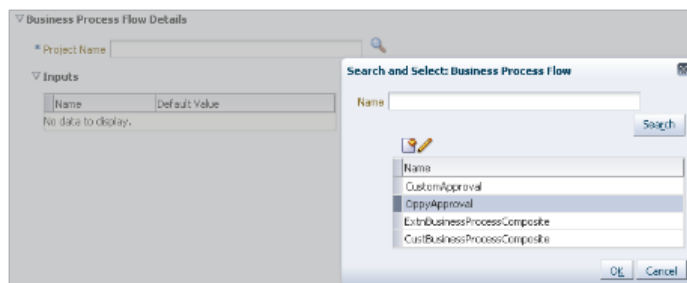 Business Process Flow Details
* Project Name
Inputs
Name Default Value
No data to display.
Search and Select: Business Process Flow
Name
Search
Name
CustomApproval
OppyApproval
ExtnBusinessProcessComposite
CustBusinessProcessComposite
OK Cancel